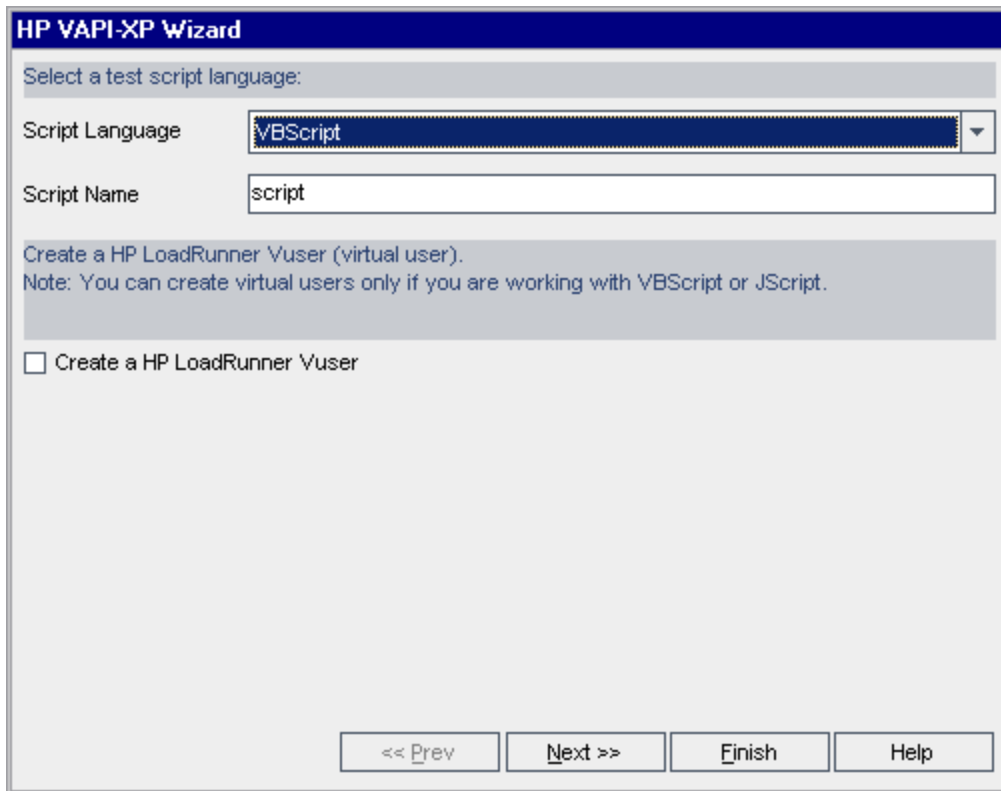 HP VAPI-XP Wizard
Select a test script language:
Script Language
VBScript
Script Name
script
Create a HP LoadRunner Vuser (virtual user).
Note: You can create virtual users only if you are working with VBScript or JScript.
Create a HP LoadRunner Vuser
<< Prev
Next >>
Finish
Help